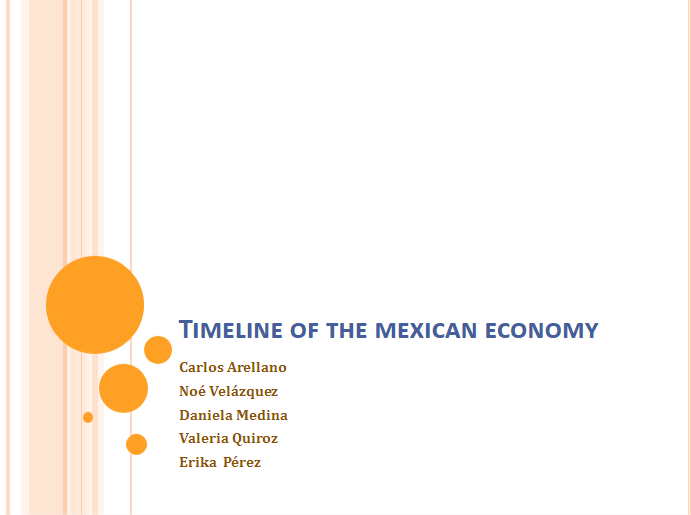 Timeline of the mexican economy
Carlos Arellano
Noé Velázquez
Daniela Medina
Valeria Quiroz
Erika Pérez